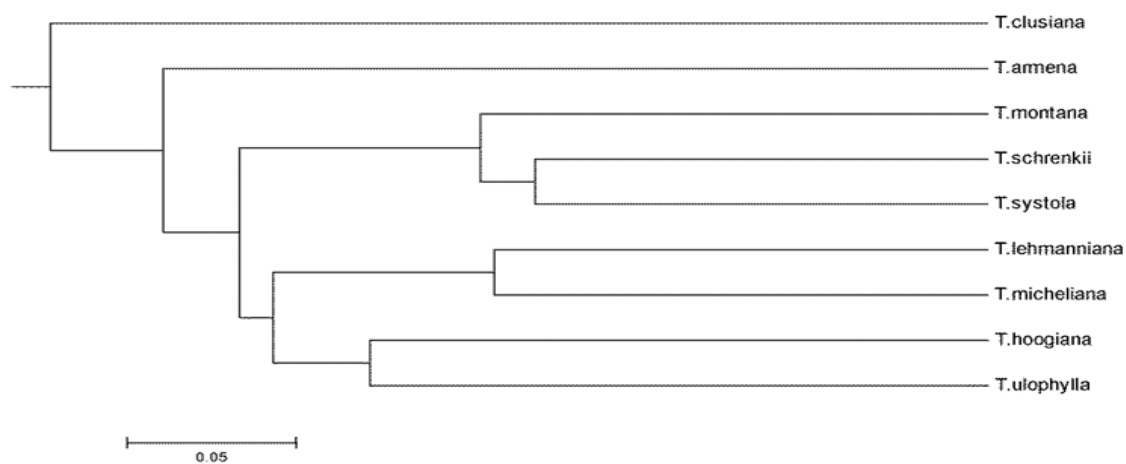 T.clusiana
T.armena
T.montana
T.schrenkii
T.systola
T.lehmanniana
T.micheliana
T.hoogiana
T.ulophylla
0.05